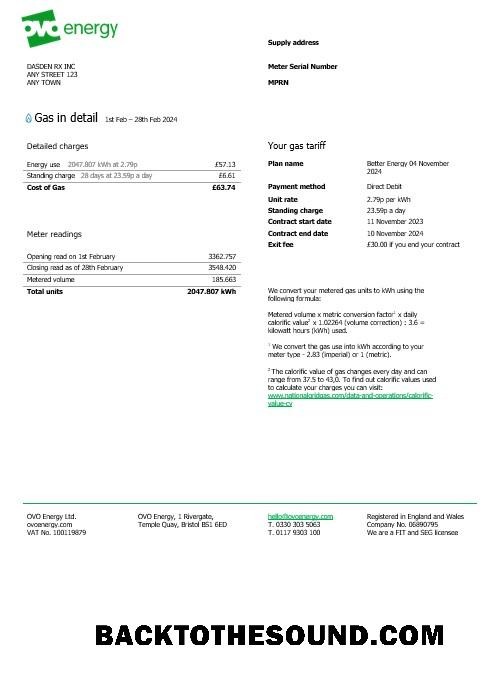 ovo energy
Supply address
DASDEN RX INC
ANY STREET 123
ANY TOWN
Meter Serial Number
MPRN
Gas in detail 1st Feb – 28th Feb 2024
Detailed charges
Energy use 2047.807 kWh at 2.79p £57.13
Standing charge 28 days at 23.59p a day £6.61
Cost of Gas £63.74
Meter readings
Opening read on 1st February 3362.757
Closing read as of 28th February 3548.420
Metered volume 185.663
Total units 2047.807 kWh
Your gas tariff
Plan name Better Energy 04 November
2024
Payment method Direct Debit
Unit rate 2.79p per kWh
Standing charge 23.59p a day
Contract start date 11 November 2023
Contract end date 10 November 2024
Exit fee £30.00 if you end your contract
We convert your metered gas units to kWh using the
following formula:
Metered volume x metric conversion factor¹ x daily
calorific value² x 1.02264 (volume correction) ; 3.6 =
kilowatt hours (kWh) used.
¹ We convert the gas use into kWh according to your
meter type - 2.83 (imperial) or 1 (metric).
² The calorific value of gas changes every day and can
range from 37.5 to 43,0. To find out calorific values used
to calculate your charges you can visit:
www.nationalgridgas.com/data-and-operations/calorific-
value-cv
OVO Energy Ltd.
ovoenergy.com
VAT No. 100119879
OVO Energy, 1 Rivergate,
Temple Quay, Bristol BS1 6ED
hello@ovoenergy.com
T. 0330 303 5063
T. 0117 9303 100
Registered in England and Wales
Company No. 06890795
We are a FIT and SEG licensee
BACKTOTHESOUND.COM